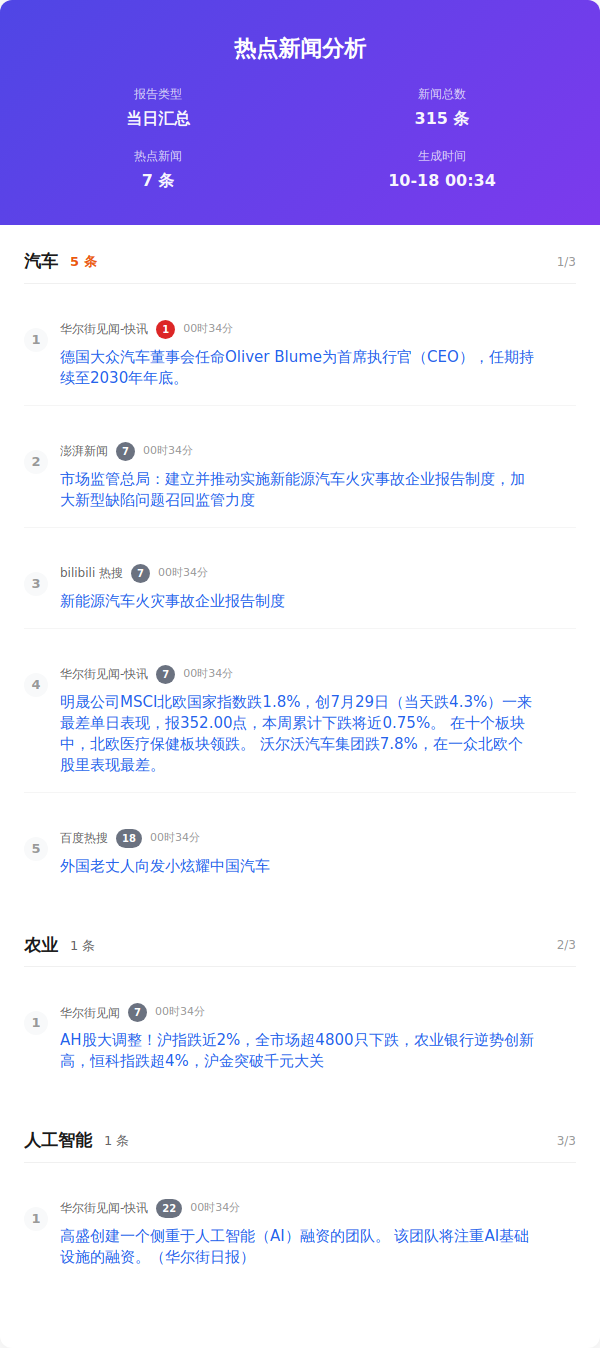 热点新闻分析
报告类型
新闻总数
当日汇总
315 条
热点新闻
生成时间
7 条
10-18 00:34
汽车 5 条 1/3
1 华尔街见闻-快讯 1 00时34分
德国大众汽车董事会任命Oliver Blume为首席执行官（CEO），任期持
续至2030年年底。
2 澎湃新闻 7 00时34分
市场监管总局：建立并推动实施新能源汽车火灾事故企业报告制度，加
大新型缺陷问题召回监管力度
3 bilibili 热搜 7 00时34分
新能源汽车火灾事故企业报告制度
4 华尔街见闻-快讯 7 00时34分
明晟公司MSCI北欧国家指数跌1.8%，创7月29日（当天跌4.3%）一来
最差单日表现，报352.00点，本周累计下跌将近0.75%。 在十个板块
中，北欧医疗保健板块领跌。 沃尔沃汽车集团跌7.8%，在一众北欧个
股里表现最差。
5 百度热搜 18 00时34分
外国老丈人向发小炫耀中国汽车
农业 1 条 2/3
1 华尔街见闻 7 00时34分
AH股大调整！沪指跌近2%，全市场超4800只下跌，农业银行逆势创新
高，恒科指跌超4%，沪金突破千元大关
人工智能 1 条 3/3
1 华尔街见闻-快讯 22 00时34分
高盛创建一个侧重于人工智能（AI）融资的团队。 该团队将注重AI基础
设施的融资。（华尔街日报）